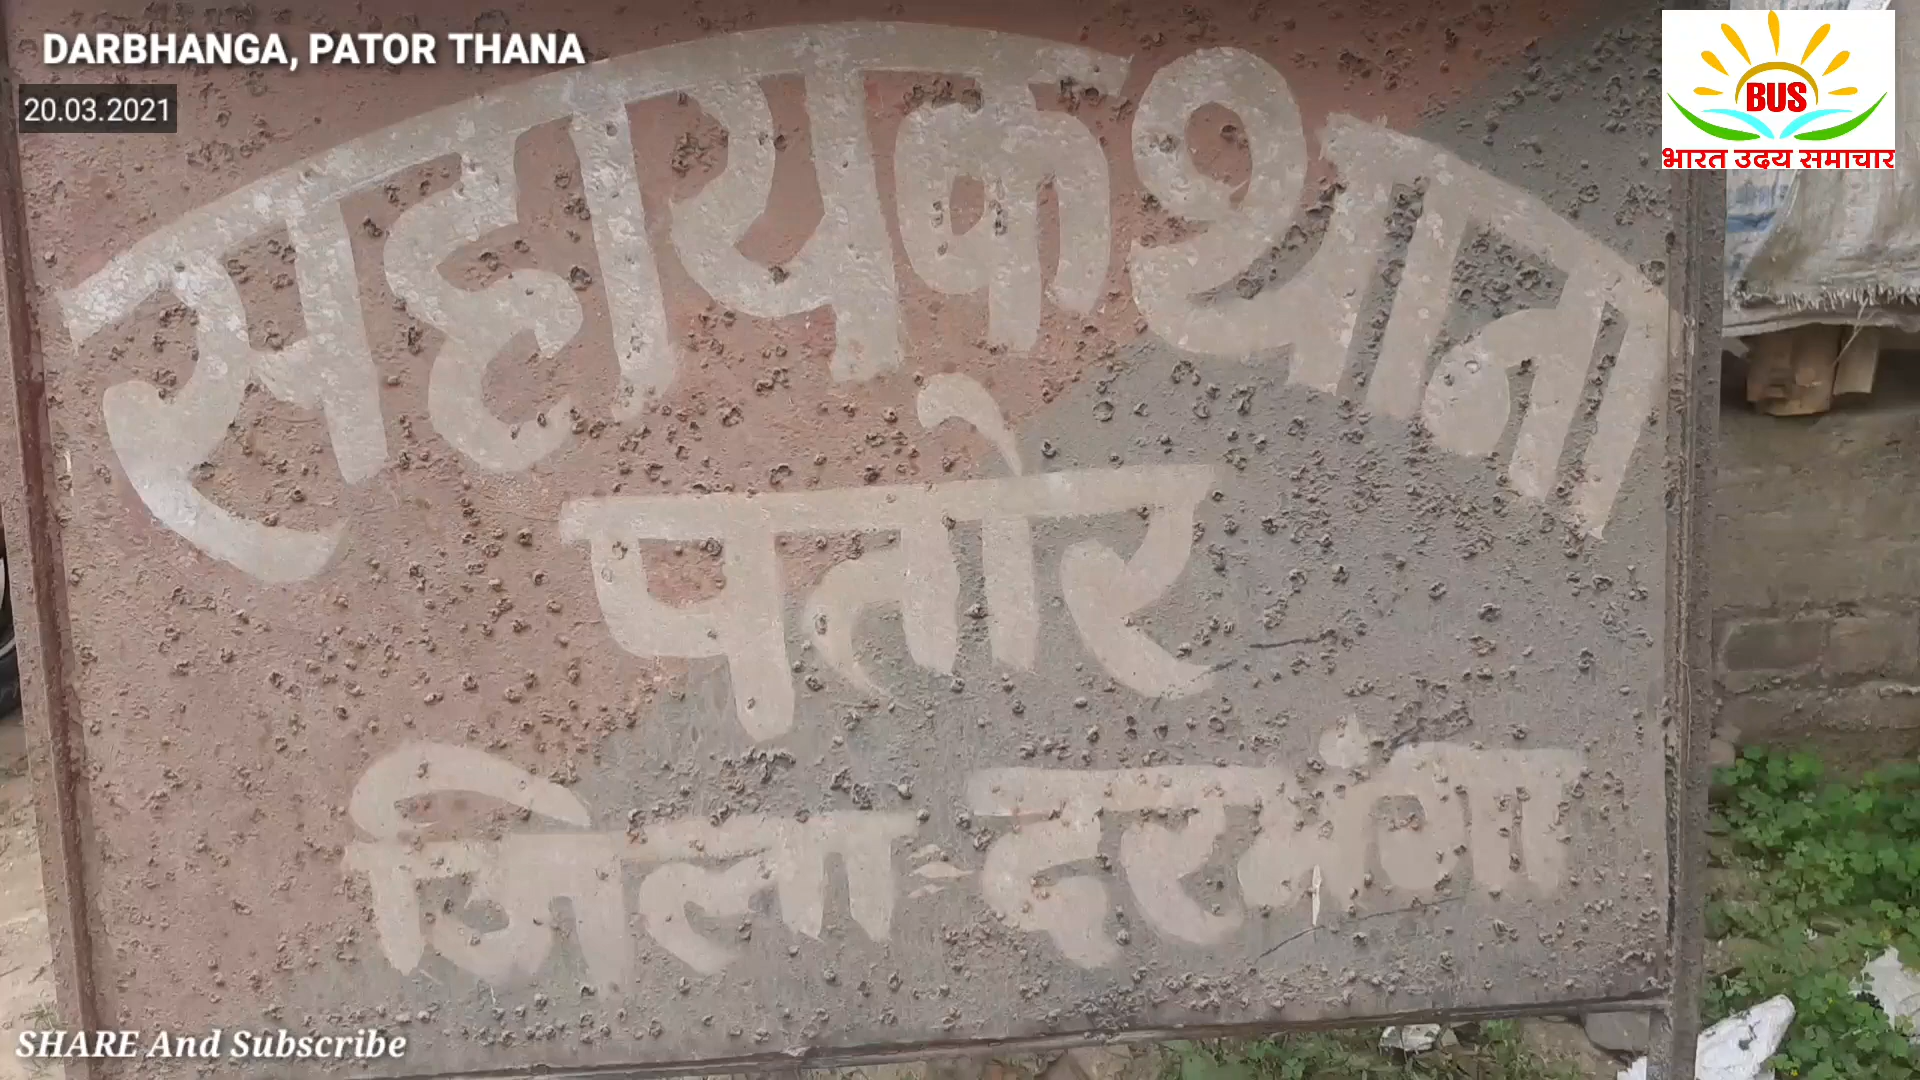 DARBHANGA, PATOR THANA
20.03.2021
BUS
भारत उदय समाचार
सहायक थाना
पतोर
जिला - दरभंगा
SHARE And Subscribe